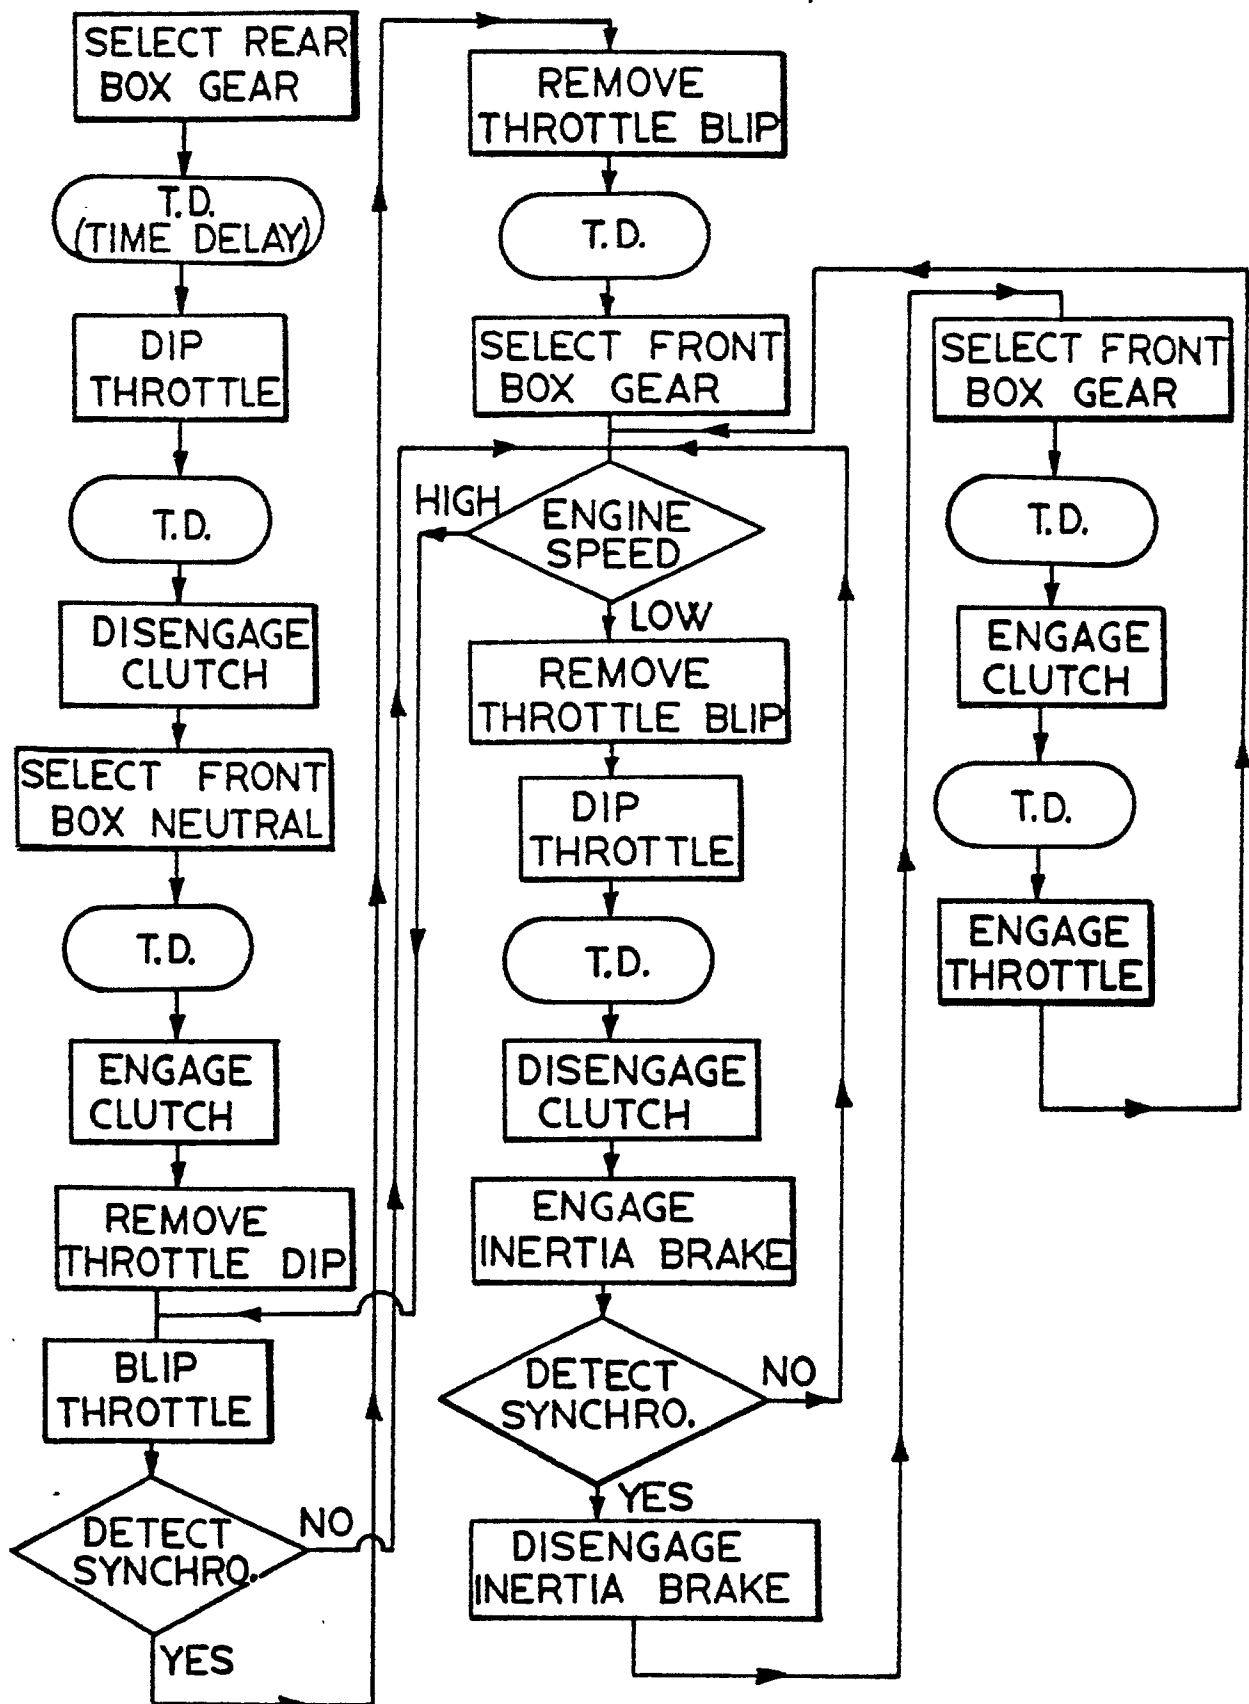 SELECT REAR
BOX GEAR
T.D.
(TIME DELAY)
DIP
THROTTLE
T.D.
DISENGAGE
CLUTCH
SELECT FRONT
BOX NEUTRAL
T.D.
ENGAGE
CLUTCH
REMOVE
THROTTLE DIP
BLIP
THROTTLE
DETECT
SYNCHRO.
NO
YES
REMOVE
THROTTLE BLIP
T.D.
SELECT FRONT
BOX GEAR
HIGH
ENGINE
SPEED
LOW
REMOVE
THROTTLE BLIP
DIP
THROTTLE
T.D.
DISENGAGE
CLUTCH
ENGAGE
INERTIA BRAKE
DETECT
SYNCHRO.
NO
YES
DISENGAGE
INERTIA BRAKE
SELECT FRONT
BOX GEAR
T.D.
ENGAGE
CLUTCH
T.D.
ENGAGE
THROTTLE